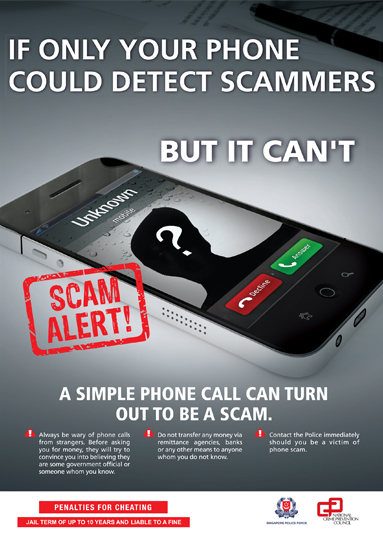 IF ONLY YOUR PHONE
COULD DETECT SCAMMERS
BUT IT CAN'T
Unknown
mobile
?
Decline
Answer
SCAM
ALERT!
A SIMPLE PHONE CALL CAN TURN
OUT TO BE A SCAM.
! Always be wary of phone calls
from strangers. Before asking
you for money, they will try to
convince you into believing they
are some government official or
someone whom you know.
! Do not transfer any money via
remittance agencies, banks
or any other means to anyone
whom you do not know.
! Contact the Police immediately
should you be a victim of
phone scam.
PENALTIES FOR CHEATING
JAIL TERM OF UP TO 10 YEARS AND LIABLE TO A FINE
SINGAPORE POLICE FORCE
NATIONAL
CRIME PREVENTION
COUNCIL